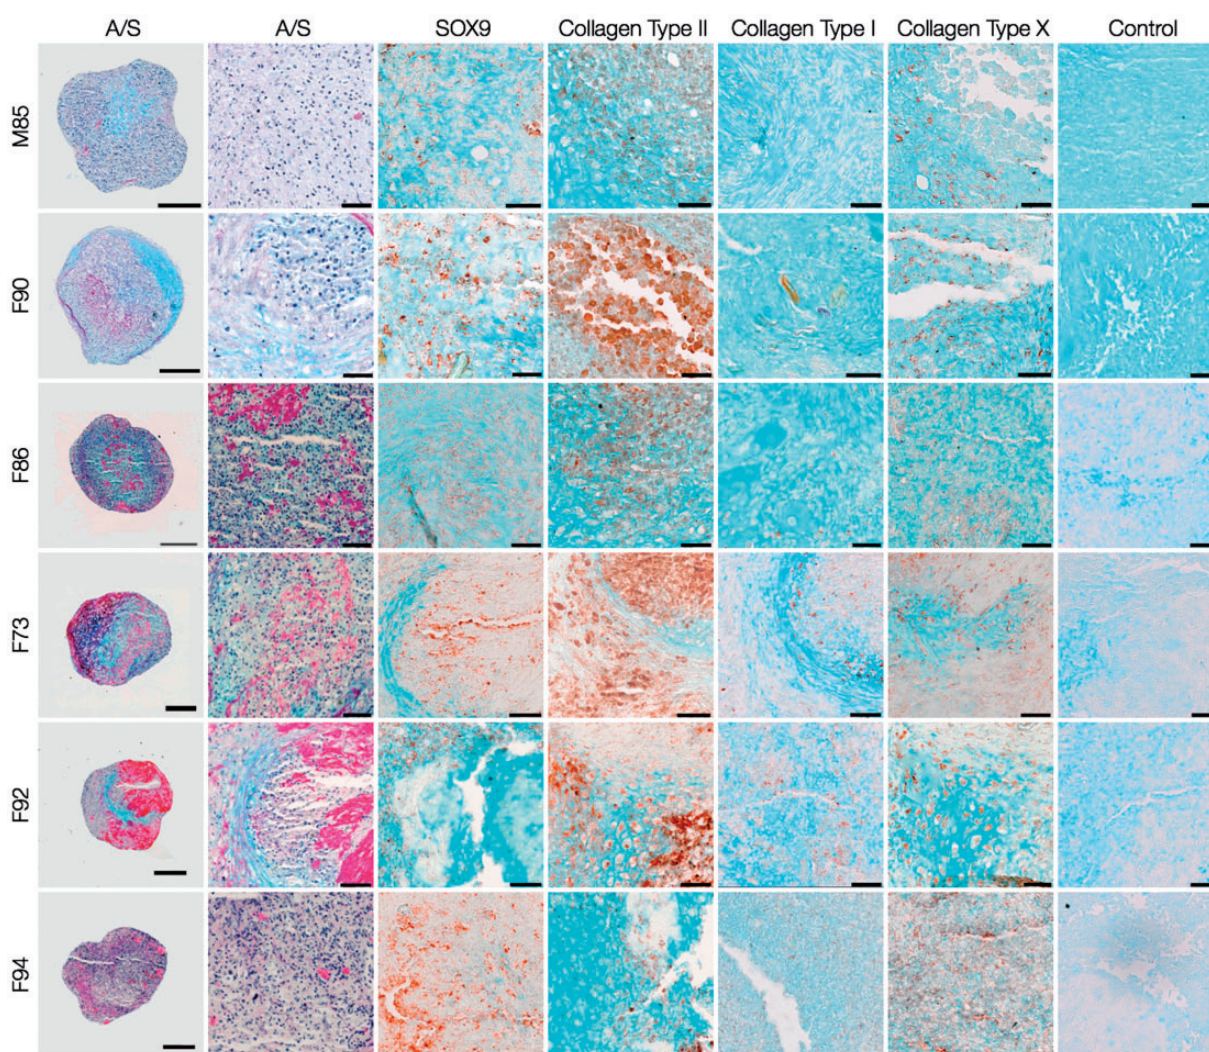 A/S A/S SOX9 Collagen Type II Collagen Type I Collagen Type X Control
M85
F90
F86
F73
F92
F94